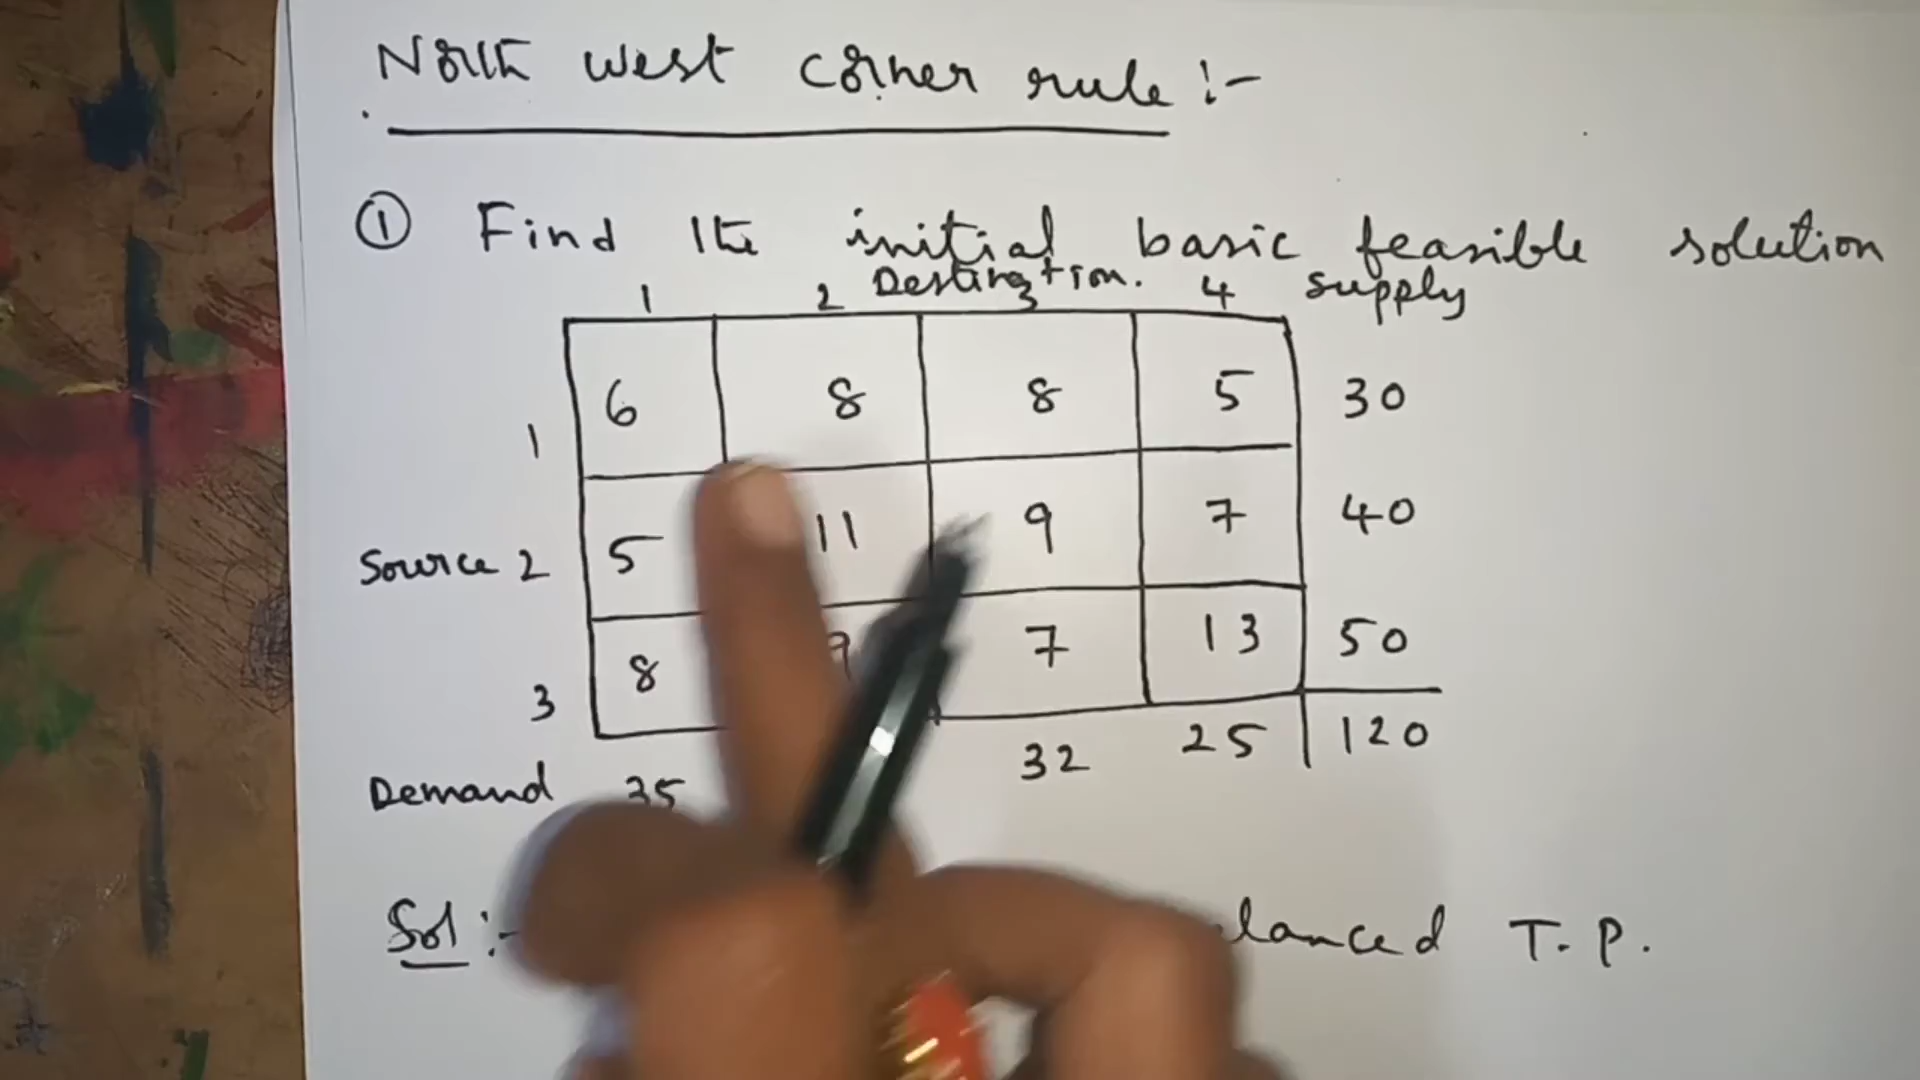 North west corner rule :-
① Find the initial basic feasible solution
Destination.
1 2 3 4 supply
1 6 8 8 5 30
Source 2 5 11 9 7 40
3 8 9 7 13 50
Demand 35 32 25 120
Sol :- T.P.